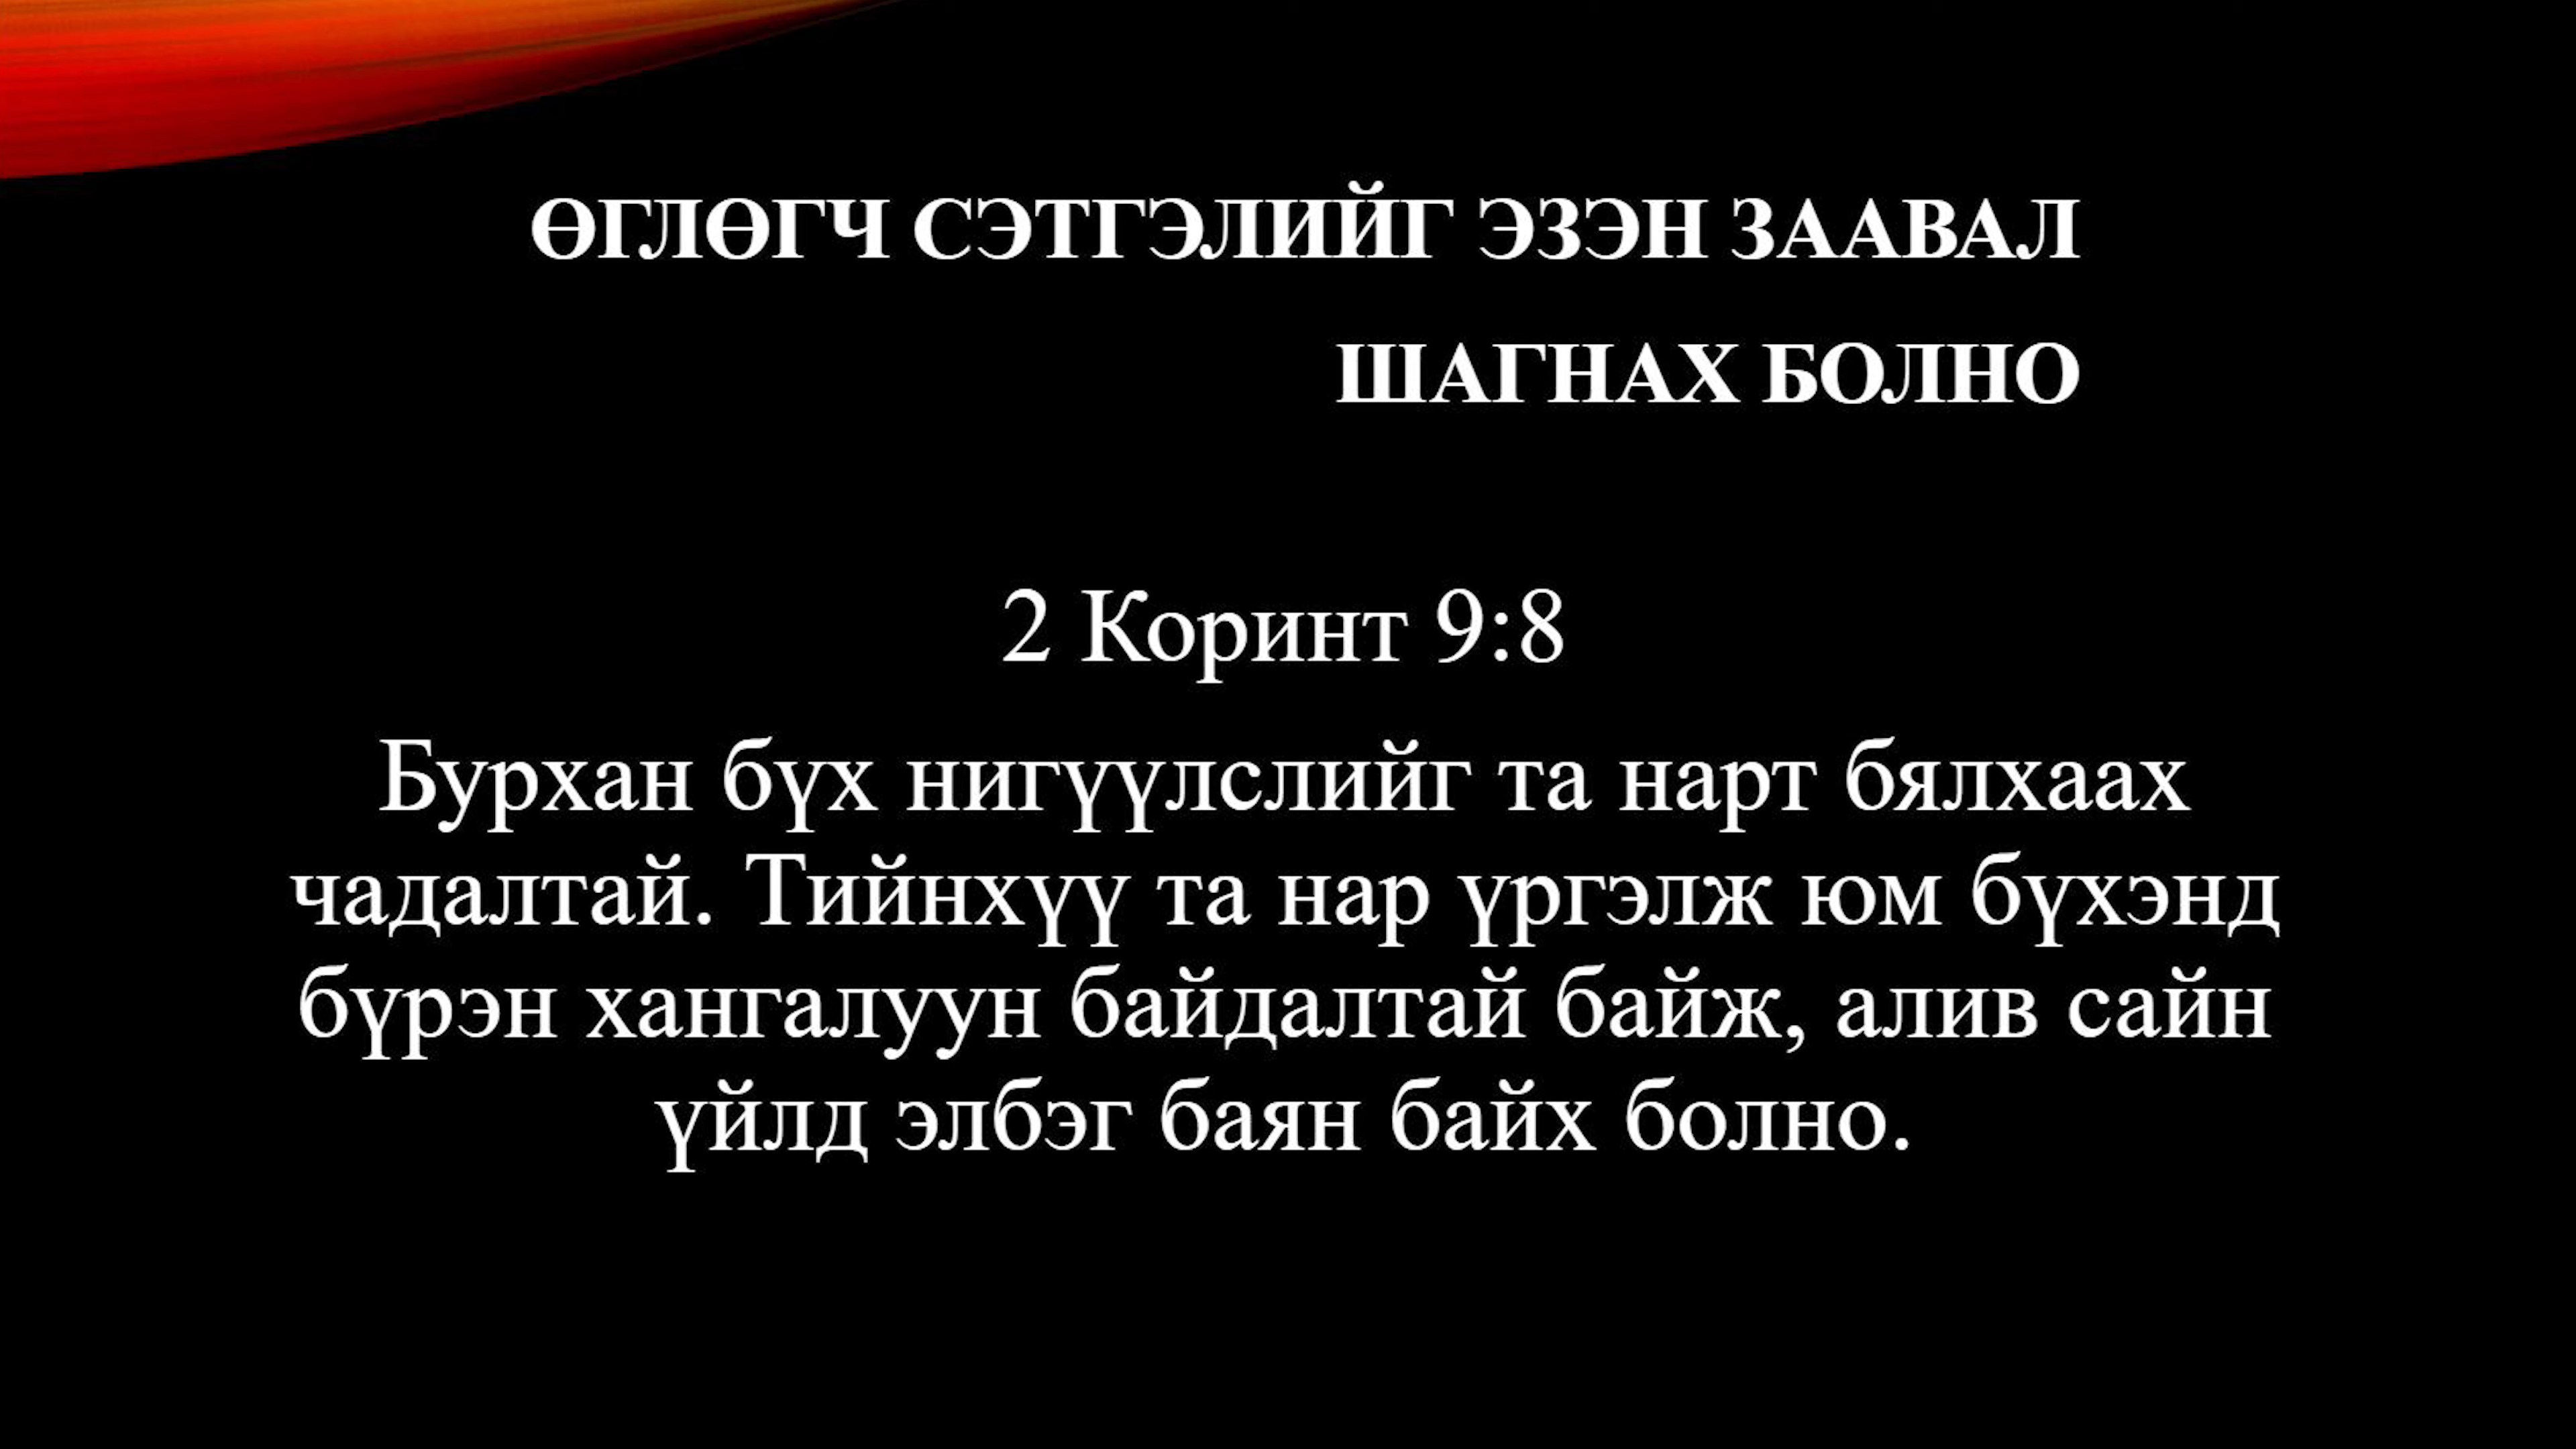 ӨГЛӨГЧ СЭТГЭЛИЙГ ЭЗЭН ЗААВАЛ
ШАГНАХ БОЛНО
2 Коринт 9:8
Бурхан бүх нигүүлслийг та нарт бялхаах
чадалтай. Тийнхүү та нар үргэлж юм бүхэнд
бүрэн хангалуун байдалтай байж, алив сайн
үйлд элбэг баян байх болно.